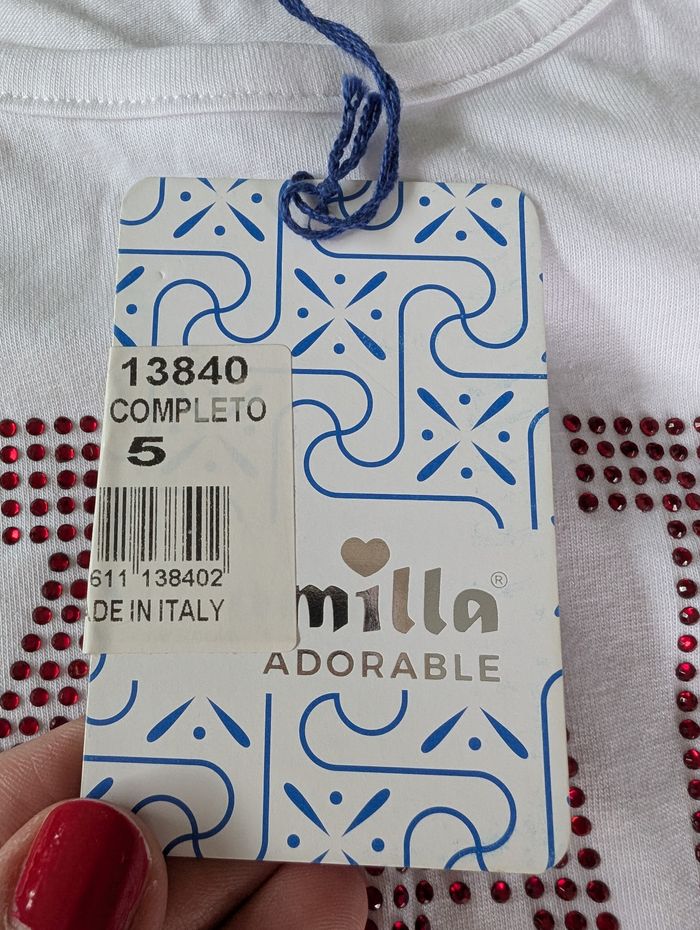 13840
COMPLETO
5
611 138402
ADE IN ITALY
milla®
ADORABLE